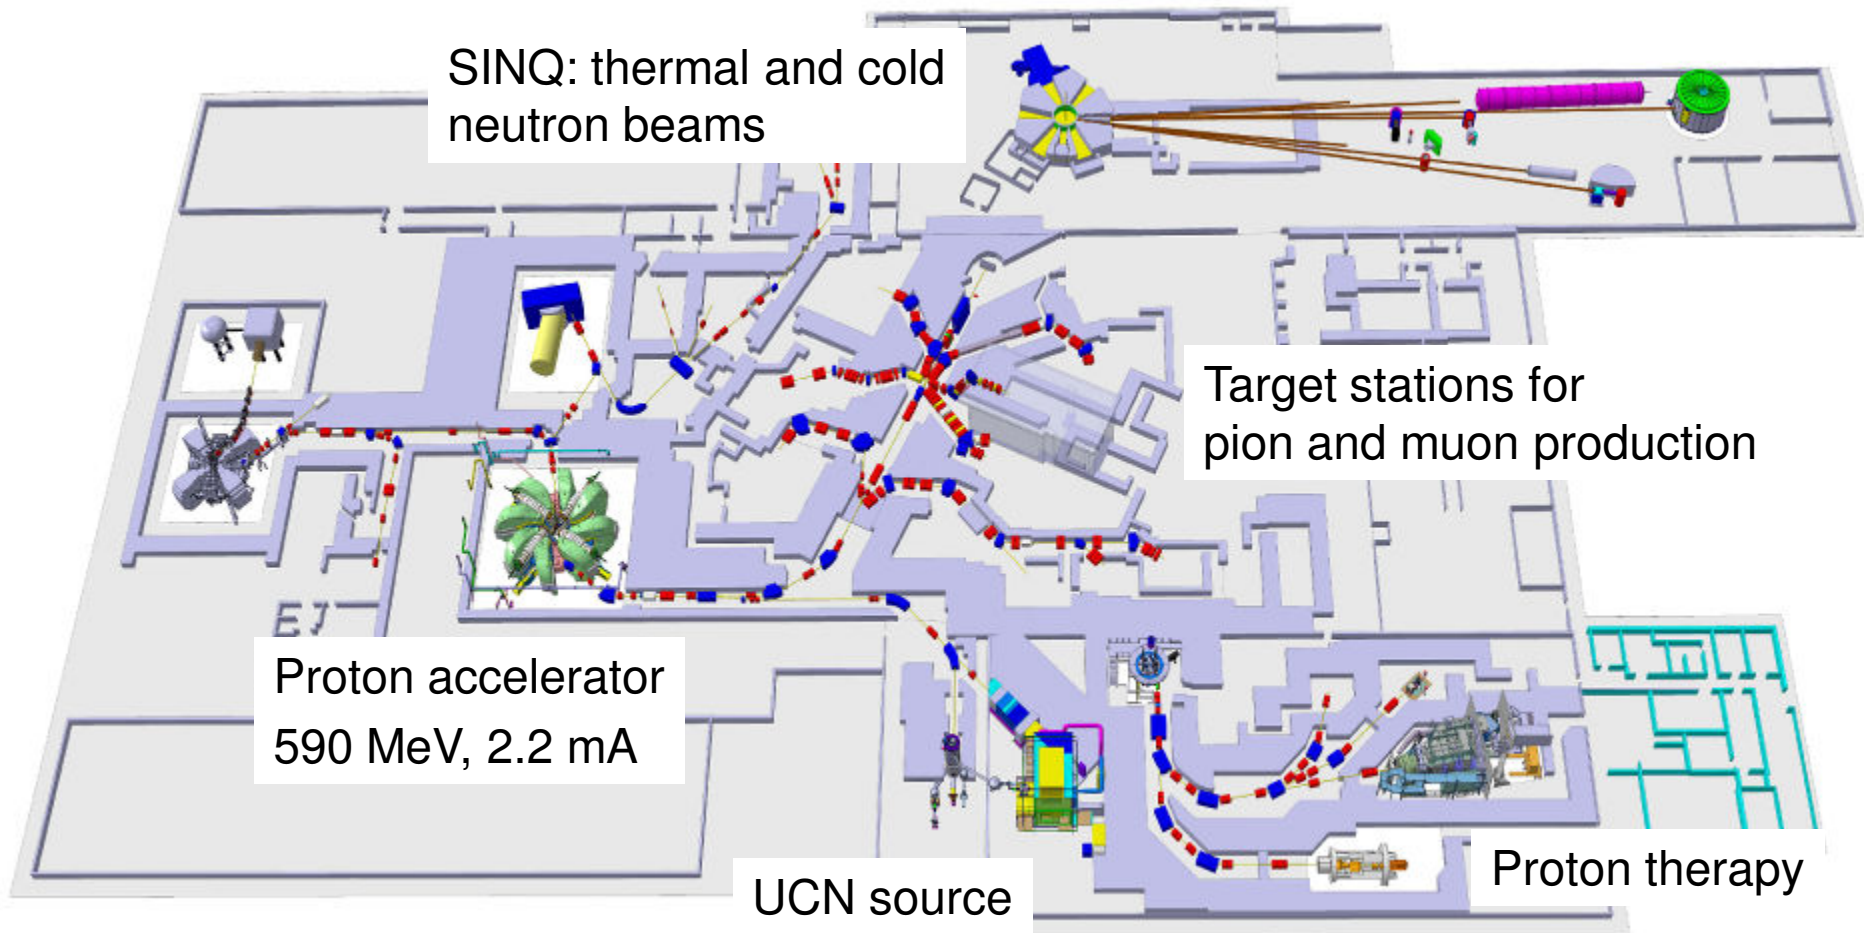 SINQ: thermal and cold
neutron beams
Target stations for
pion and muon production
Proton accelerator
590 MeV, 2.2 mA
UCN source
Proton therapy